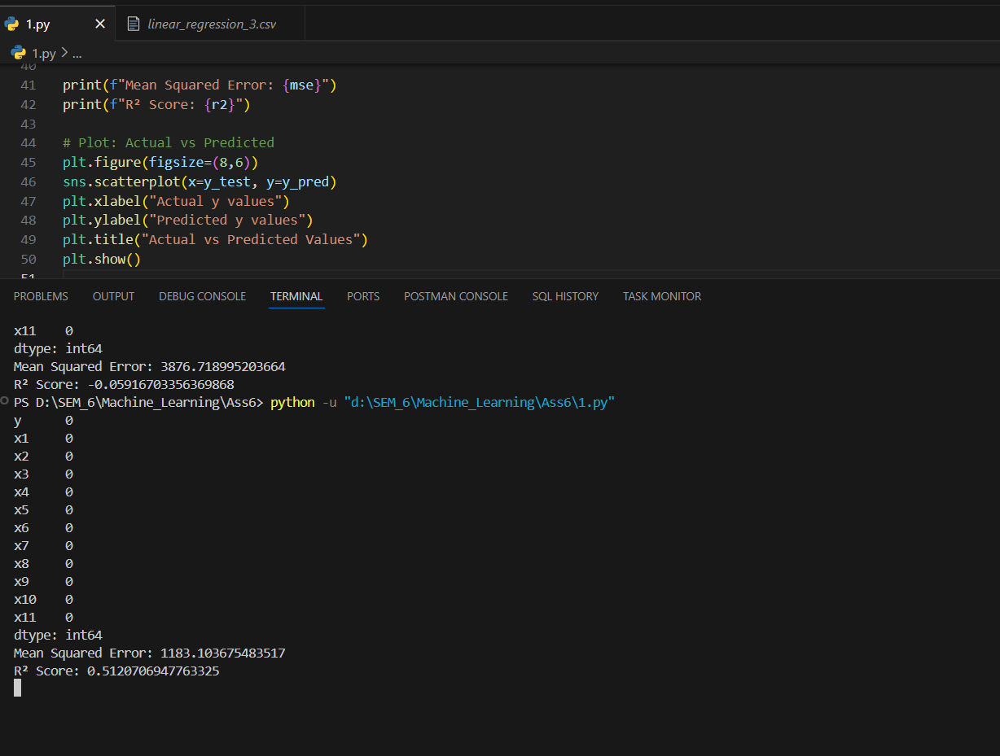 1.py
linear_regression_3.csv
1.py > ...
40
41 print(f"Mean Squared Error: {mse}")
42 print(f"R² Score: {r2}")
43
44 # Plot: Actual vs Predicted
45 plt.figure(figsize=(8,6))
46 sns.scatterplot(x=y_test, y=y_pred)
47 plt.xlabel("Actual y values")
48 plt.ylabel("Predicted y values")
49 plt.title("Actual vs Predicted Values")
50 plt.show()
51
PROBLEMS OUTPUT DEBUG CONSOLE TERMINAL PORTS POSTMAN CONSOLE SQL HISTORY TASK MONITOR
x11 0
dtype: int64
Mean Squared Error: 3876.718995203664
R² Score: -0.05916703356369868
PS D:\SEM_6\Machine_Learning\Ass6> python -u "d:\SEM_6\Machine_Learning\Ass6\1.py"
y 0
x1 0
x2 0
x3 0
x4 0
x5 0
x6 0
x7 0
x8 0
x9 0
x10 0
x11 0
dtype: int64
Mean Squared Error: 1183.103675483517
R² Score: 0.5120706947763325